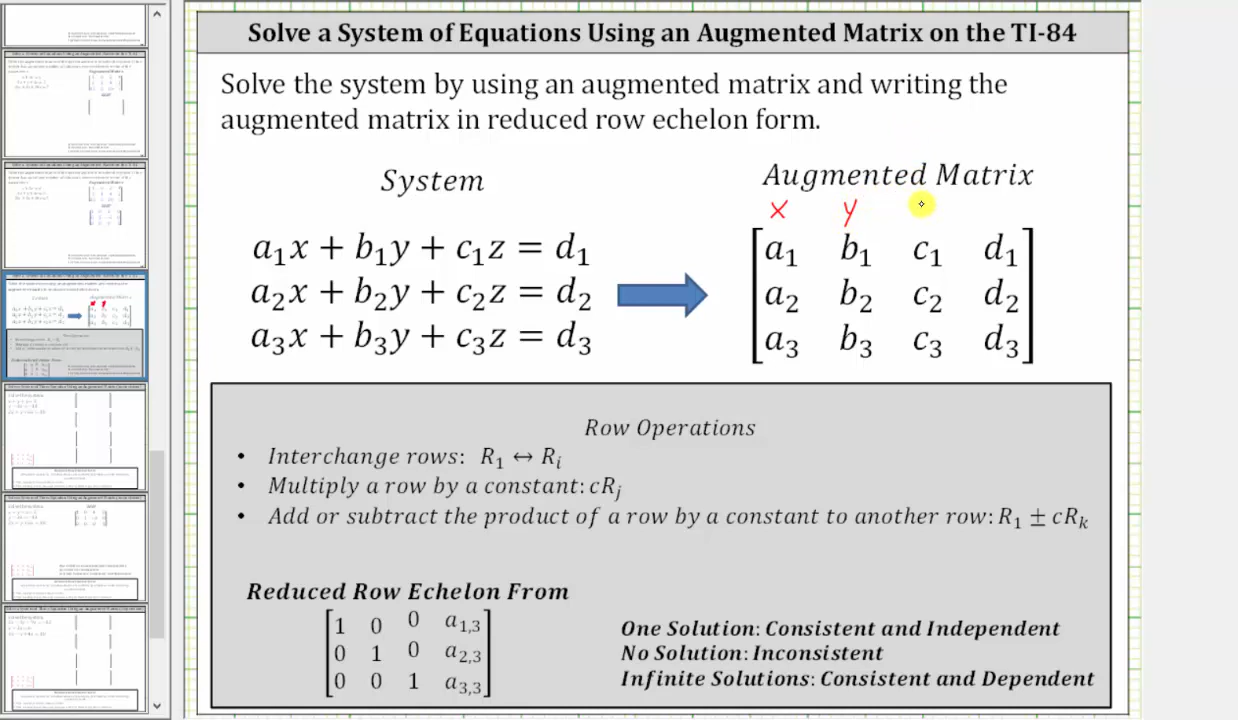 Solve a System of Equations Using an Augmented Matrix on the TI-84
Solve the system by using an augmented matrix and writing the
augmented matrix in reduced row echelon form.
System
a₁x + b₁y + c₁z = d₁
a₂x + b₂y + c₂z = d₂
a₃x + b₃y + c₃z = d₃
Augmented Matrix
x y
a₁ b₁ c₁ d₁
a₂ b₂ c₂ d₂
a₃ b₃ c₃ d₃
Row Operations
• Interchange rows: R₁ ↔ Rᵢ
• Multiply a row by a constant: cRⱼ
• Add or subtract the product of a row by a constant to another row: R₁ ± cRₖ
Reduced Row Echelon From
1 0 0 a₁,₃
0 1 0 a₂,₃
0 0 1 a₃,₃
One Solution: Consistent and Independent
No Solution: Inconsistent
Infinite Solutions: Consistent and Dependent